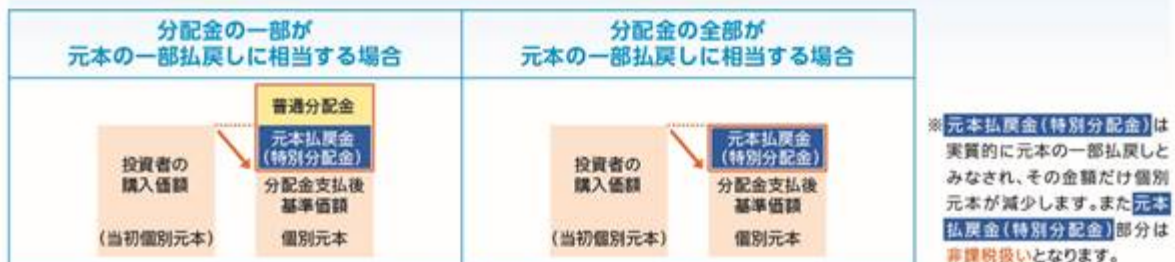 分配金の一部が
元本の一部払戻しに相当する場合
普通分配金
元本払戻金
(特別分配金)
投資者の
購入価額
(当初個別元本)
分配金支払後
基準価額
個別元本
分配金の全部が
元本の一部払戻しに相当する場合
元本払戻金
(特別分配金)
投資者の
購入価額
(当初個別元本)
分配金支払後
基準価額
個別元本
※元本払戻金(特別分配金)は
実質的に元本の一部払戻しと
みなされ、その金額だけ個別
元本が減少します。また元本
払戻金(特別分配金)部分は
非課税扱いとなります。